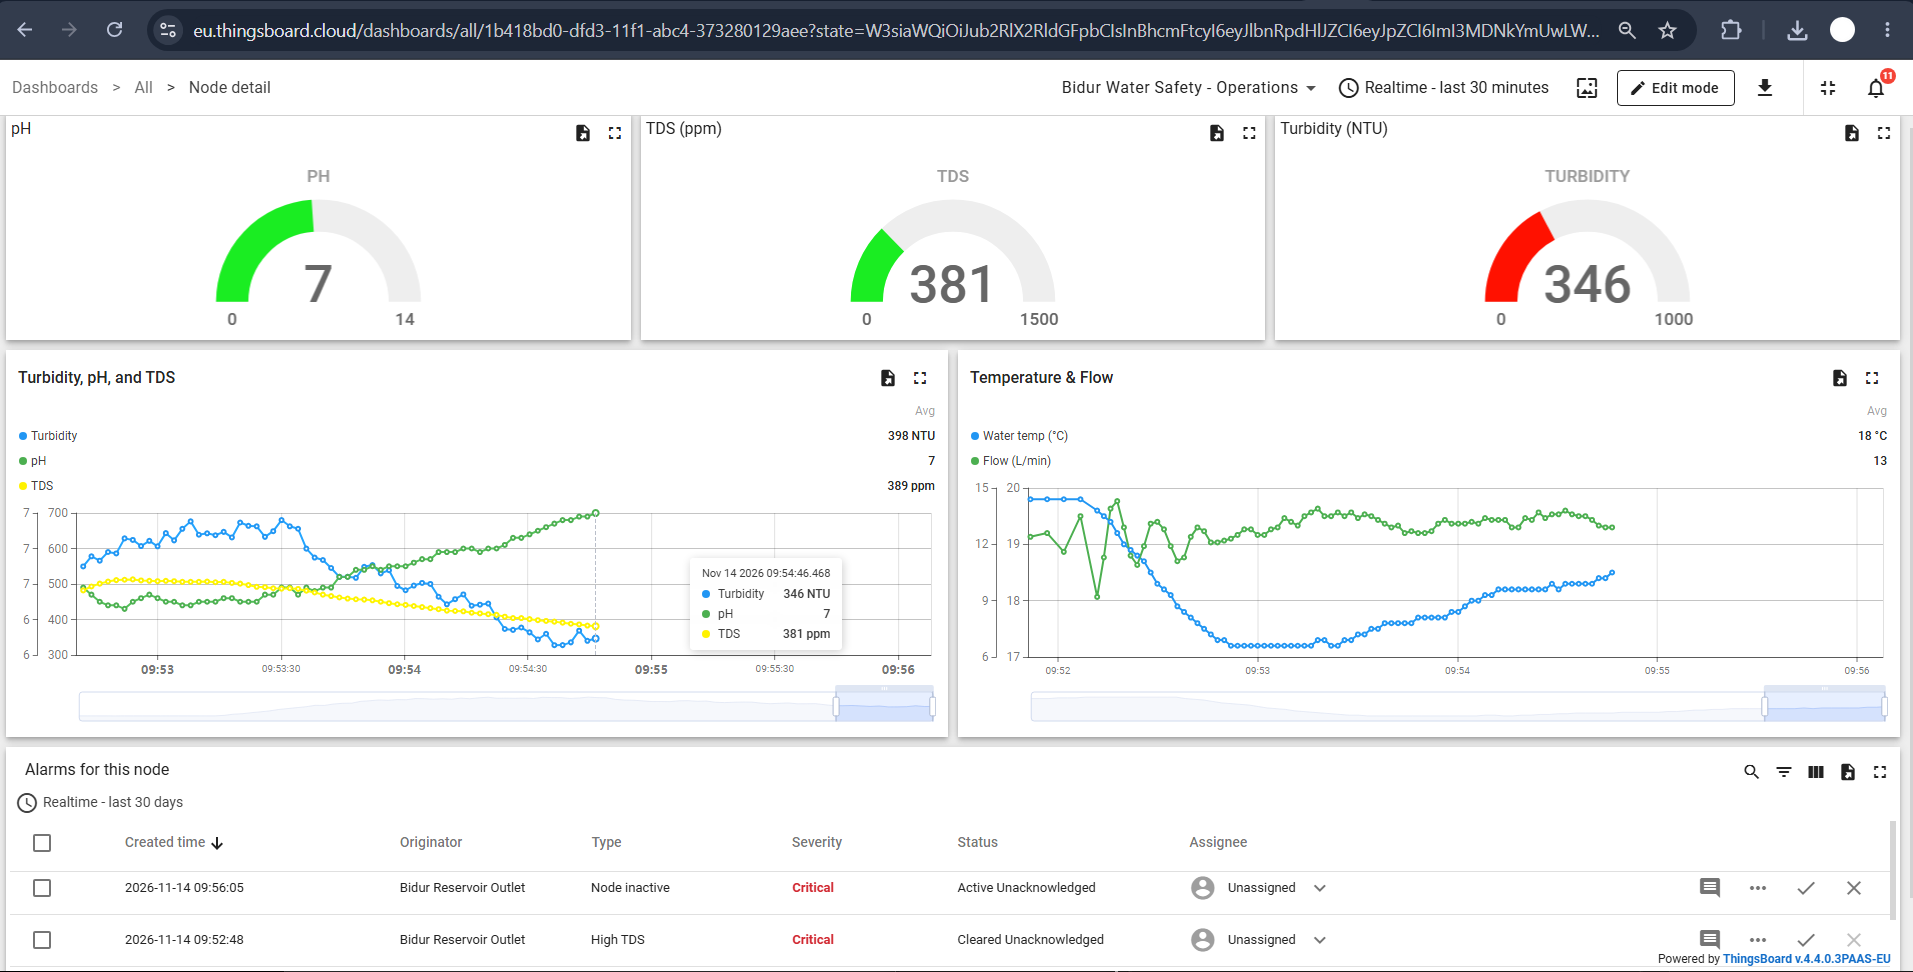 eu.thingsboard.cloud/dashboards/all/1b418bd0-dfd3-11f1-abc4-373280129aee?state=W3siaWQiOiJub2RlX2RldGFpbCIsInBhcmFtcyI6eyJlbnRpdHlJZCI6eyJpZCI6ImI3MDNkYmUwLW...
Dashboards > All > Node detail
Bidur Water Safety - Operations
Realtime - last 30 minutes
Edit mode
11
pH
PH
7
0 14
TDS (ppm)
TDS
381
0 1500
Turbidity (NTU)
TURBIDITY
346
0 1000
Turbidity, pH, and TDS
Avg
Turbidity 398 NTU
pH 7
TDS 389 ppm
7 700
7 600
7 500
6 400
6 300
09:53 09:53:30 09:54 09:54:30 09:55 09:55:30 09:56
Nov 14 2026 09:54:46.468
Turbidity 346 NTU
pH 7
TDS 381 ppm
Temperature & Flow
Avg
Water temp (°C) 18 °C
Flow (L/min) 13
15 20
12 19
9 18
6 17
09:52 09:53 09:54 09:55 09:56
Alarms for this node
Realtime - last 30 days
Created time Originator Type Severity Status Assignee
2026-11-14 09:56:05 Bidur Reservoir Outlet Node inactive Critical Active Unacknowledged Unassigned
2026-11-14 09:52:48 Bidur Reservoir Outlet High TDS Critical Cleared Unacknowledged Unassigned
Powered by ThingsBoard v.4.4.0.3PAAS-EU